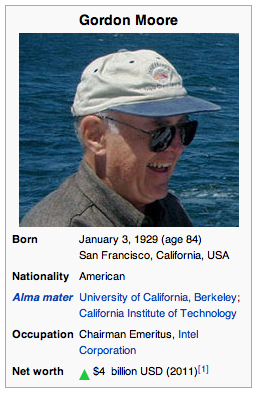 Gordon Moore
Born January 3, 1929 (age 84)
San Francisco, California, USA
Nationality American
Alma mater University of California, Berkeley;
California Institute of Technology
Occupation Chairman Emeritus, Intel
Corporation
Net worth ▲ $4 billion USD (2011)[1]